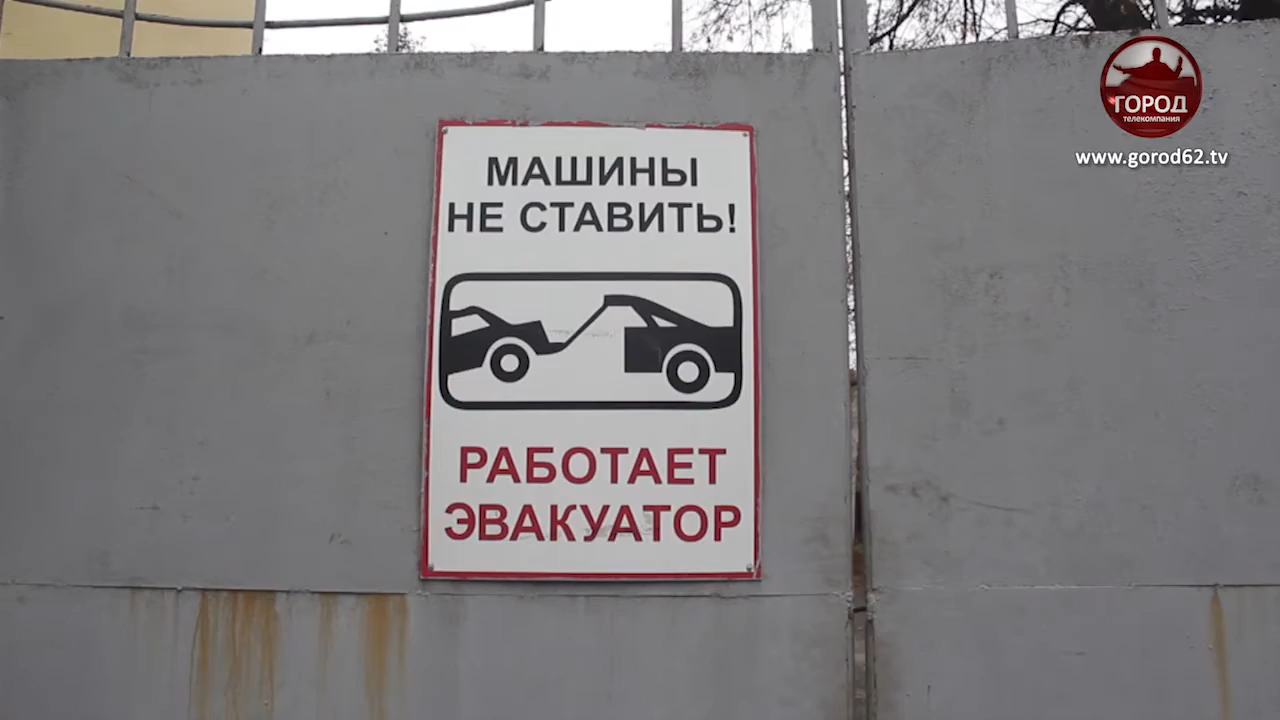 ГОРОД
телекомпания
www.gorod62.tv
МАШИНЫ
НЕ СТАВИТЬ!
РАБОТАЕТ
ЭВАКУАТОР